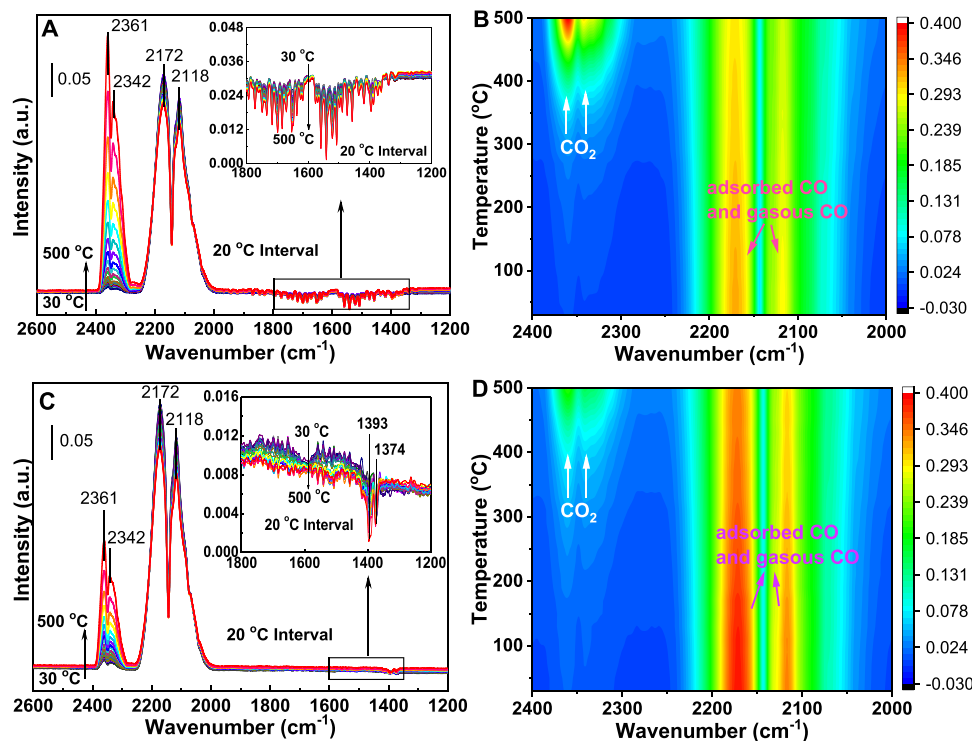 A
2361
2342
2172
2118
0.05
0.048
0.036
0.024
0.012
0.000
30 °C
500 °C
20 °C Interval
1800 1600 1400 1200
20 °C Interval
500 °C
30 °C
2600 2400 2200 2000 1800 1600 1400 1200
Wavenumber (cm-1)
Intensity (a.u.)
B
500
400
300
200
100
Temperature (°C)
CO2
adsorbed CO
and gasous CO
2400 2300 2200 2100 2000
Wavenumber (cm-1)
0.400
0.346
0.293
0.239
0.185
0.131
0.078
0.024
-0.030
C
2361
2342
2172
2118
0.05
0.016
0.012
0.008
0.004
0.000
30 °C
500 °C
1393
1374
20 °C Interval
1800 1600 1400 1200
20 °C Interval
500 °C
30 °C
2600 2400 2200 2000 1800 1600 1400 1200
Wavenumber (cm-1)
Intensity (a.u.)
D
500
400
300
200
100
Temperature (°C)
CO2
adsorbed CO
and gasous CO
2400 2300 2200 2100 2000
Wavenumber (cm-1)
0.400
0.346
0.293
0.239
0.185
0.131
0.078
0.024
-0.030